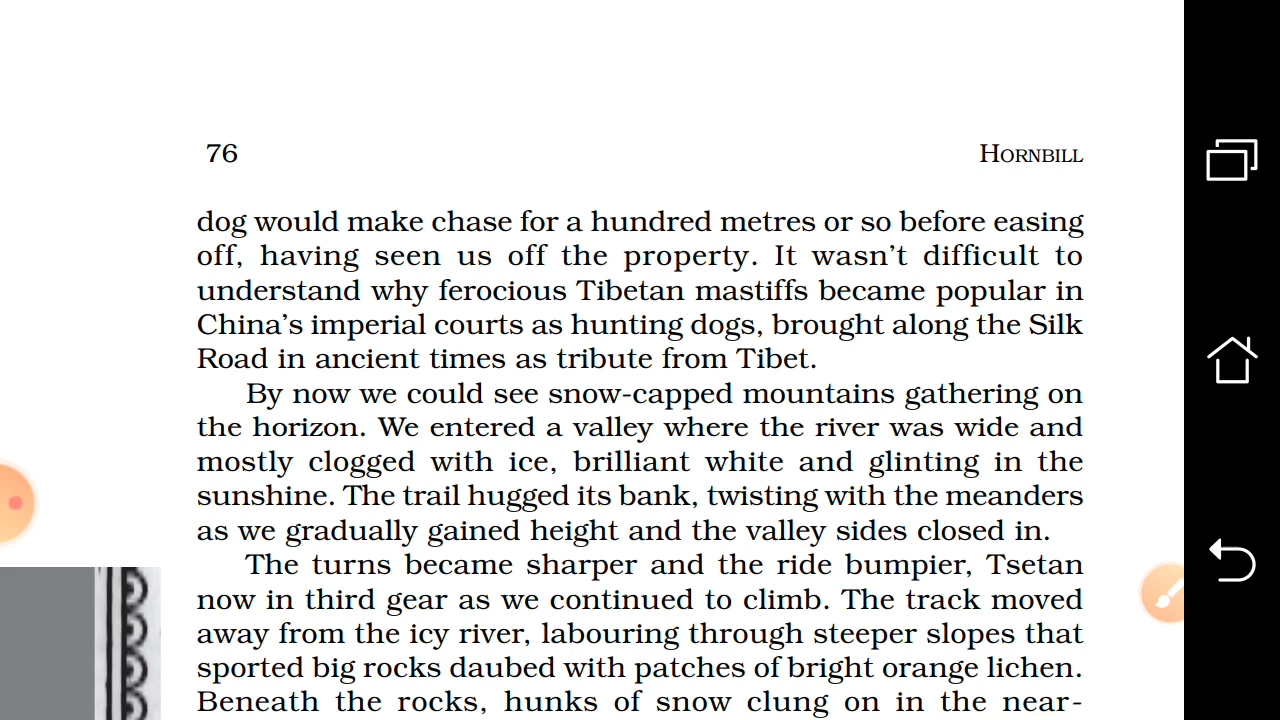 76 HORNBILL
dog would make chase for a hundred metres or so before easing
off, having seen us off the property. It wasn’t difficult to
understand why ferocious Tibetan mastiffs became popular in
China’s imperial courts as hunting dogs, brought along the Silk
Road in ancient times as tribute from Tibet.
By now we could see snow-capped mountains gathering on
the horizon. We entered a valley where the river was wide and
mostly clogged with ice, brilliant white and glinting in the
sunshine. The trail hugged its bank, twisting with the meanders
as we gradually gained height and the valley sides closed in.
The turns became sharper and the ride bumpier, Tsetan
now in third gear as we continued to climb. The track moved
away from the icy river, labouring through steeper slopes that
sported big rocks daubed with patches of bright orange lichen.
Beneath the rocks, hunks of snow clung on in the near-